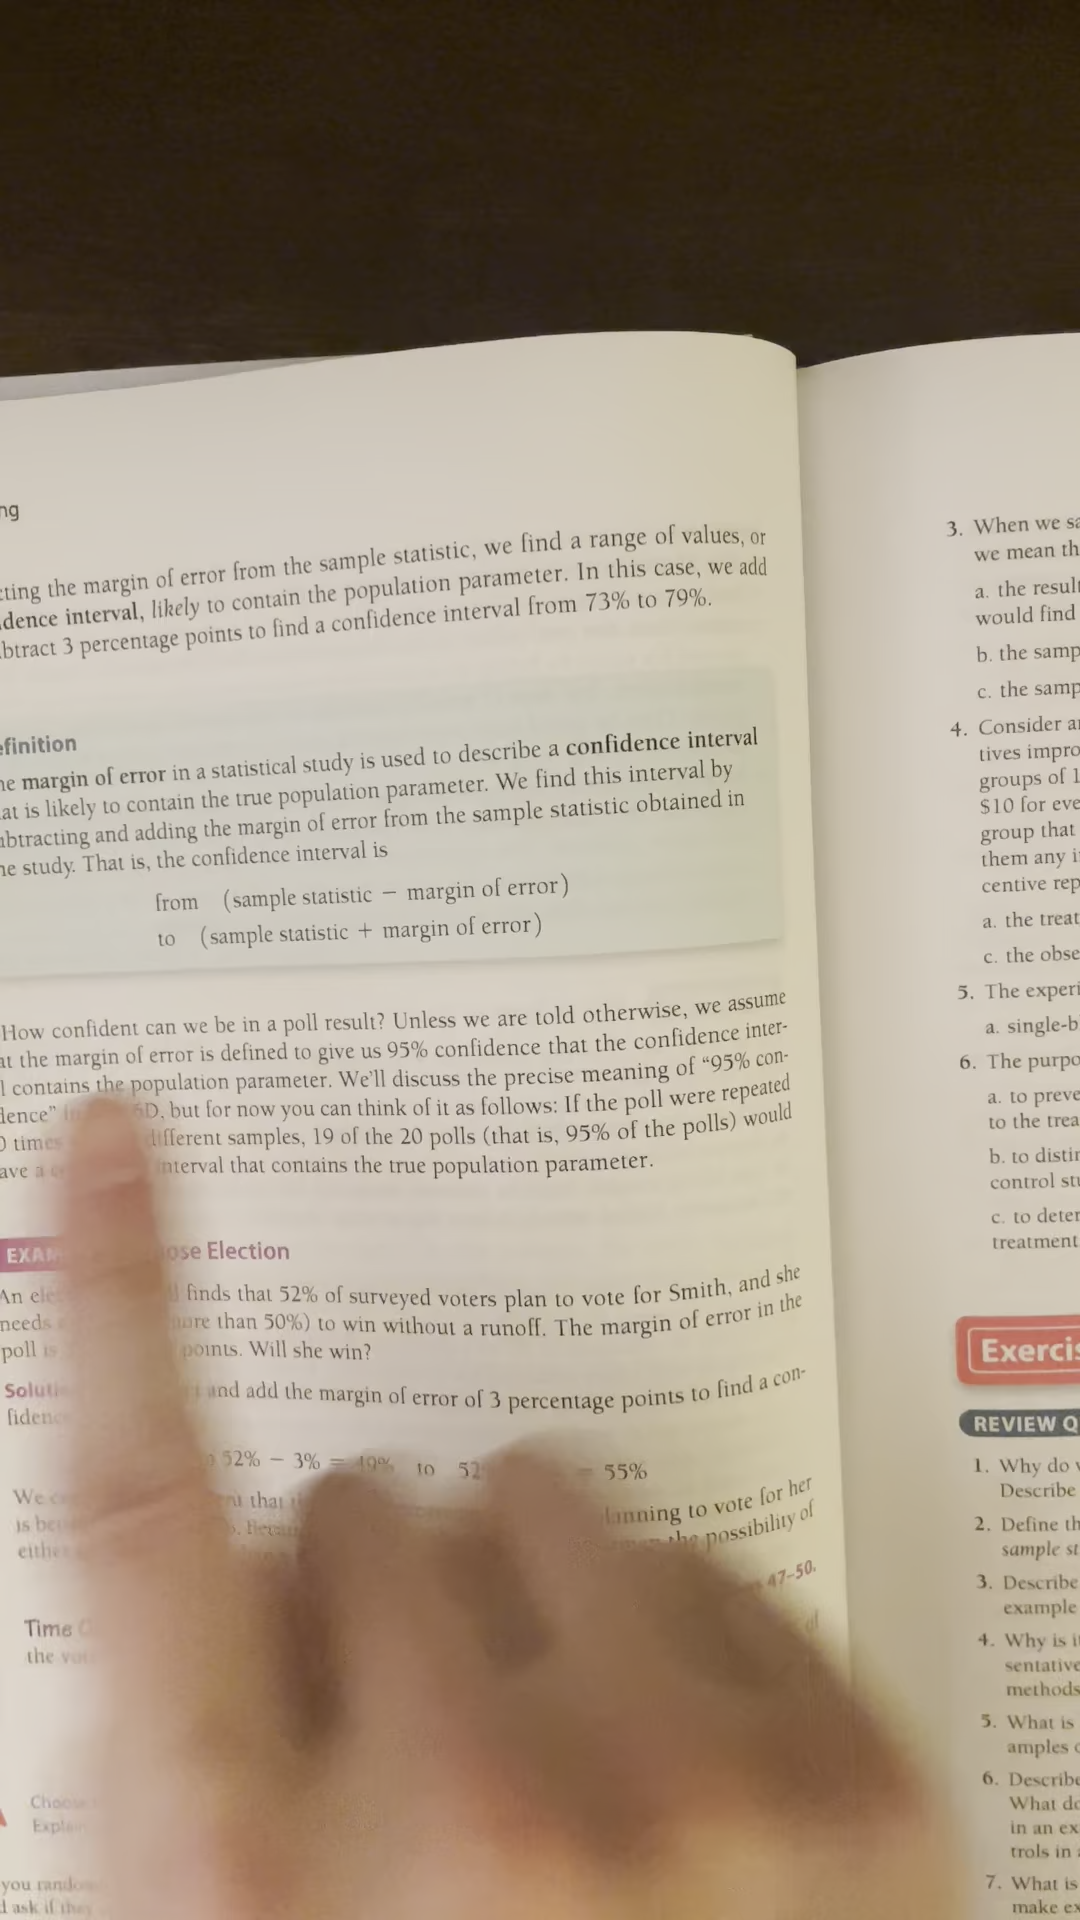 ng
cting the margin of error from the sample statistic, we find a range of values, or
dence interval, likely to contain the population parameter. In this case, we add
btract 3 percentage points to find a confidence interval from 73% to 79%.
efinition
he margin of error in a statistical study is used to describe a confidence interval
at is likely to contain the true population parameter. We find this interval by
ubtracting and adding the margin of error from the sample statistic obtained in
he study. That is, the confidence interval is
from (sample statistic − margin of error)
to (sample statistic + margin of error)
How confident can we be in a poll result? Unless we are told otherwise, we assume
at the margin of error is defined to give us 95% confidence that the confidence inter-
l contains the population parameter. We'll discuss the precise meaning of “95% con-
dence” 5D, but for now you can think of it as follows: If the poll were repeated
0 times different samples, 19 of the 20 polls (that is, 95% of the polls) would
ave a interval that contains the true population parameter.
EXAM ose Election
An ele finds that 52% of surveyed voters plan to vote for Smith, and she
needs more than 50%) to win without a runoff. The margin of error in the
poll is points. Will she win?
Soluti and add the margin of error of 3 percentage points to find a con-
fidenc
52% − 3% = 49% to 52 = 55%
We that lanning to vote for her
is be the possibility of
either
47–50.
Time
the of
Choose
Explain
you rando
d ask if they
3. When we sa
we mean th
a. the result
would find
b. the samp
c. the samp
4. Consider a
tives impro
groups of 1
$10 for eve
group that
them any i
centive rep
a. the treat
c. the obse
5. The experi
a. single-b
6. The purpo
a. to preve
to the trea
b. to distin
control stu
c. to deter
treatment
Exercis
REVIEW Q
1. Why do
Describe
2. Define th
sample st
3. Describe
example
4. Why is i
sentative
methods
5. What is
amples
6. Describe
What do
in an ex
trols in
7. What is
make ex